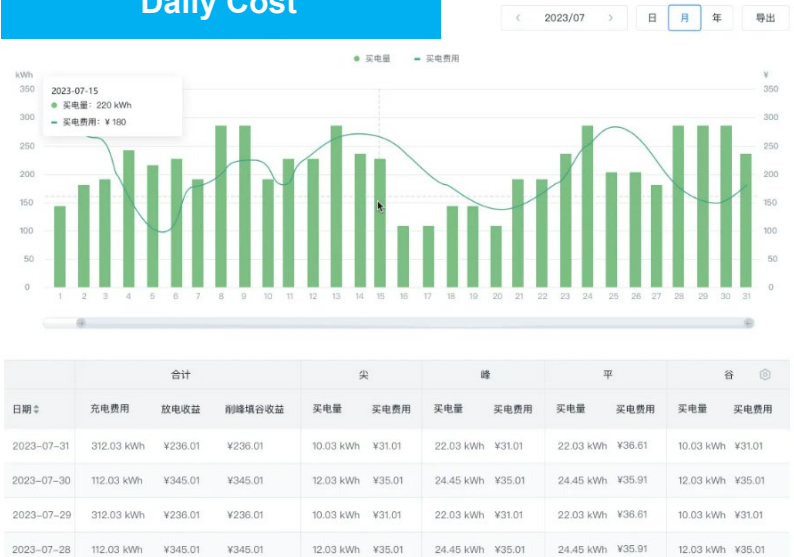 Daily Cost
< 2023/07 > 日 月 年 导出
买电量 买电费用
kWh ¥
350 350
2023-07-15
买电量: 220 kWh
买电费用: ¥ 180
300 300
250 250
200 200
150 150
100 100
50 50
0 0
1 2 3 4 5 6 7 8 9 10 11 12 13 14 15 16 17 18 19 20 21 22 23 24 25 26 27 28 29 30 31
合计 尖 峰 平 谷
日期 充电费用 放电收益 削峰填谷收益 买电量 买电费用 买电量 买电费用 买电量 买电费用 买电量 买电费用
2023-07-31 312.03 kWh ¥236.01 ¥236.01 10.03 kWh ¥31.01 22.03 kWh ¥31.01 22.03 kWh ¥36.61 10.03 kWh ¥31.01
2023-07-30 112.03 kWh ¥345.01 ¥345.01 12.03 kWh ¥35.01 24.45 kWh ¥35.01 24.45 kWh ¥35.91 12.03 kWh ¥35.01
2023-07-29 312.03 kWh ¥236.01 ¥236.01 10.03 kWh ¥31.01 22.03 kWh ¥31.01 22.03 kWh ¥36.61 10.03 kWh ¥31.01
2023-07-28 112.03 kWh ¥345.01 ¥345.01 12.03 kWh ¥35.01 24.45 kWh ¥35.01 24.45 kWh ¥35.91 12.03 kWh ¥35.01